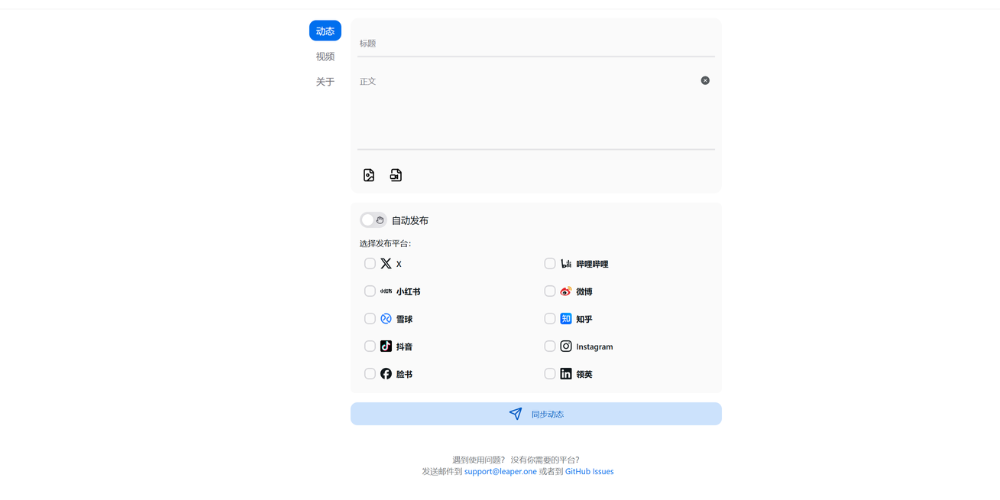 动态
视频
关于
标题
正文
自动发布
选择发布平台:
X
哔哩哔哩
小红书 小红书
微博
雪球
知 知乎
抖音
Instagram
脸书
in 领英
同步动态
遇到使用问题? 没有你需要的平台?
发送邮件到 support@leaper.one 或者到 GitHub Issues